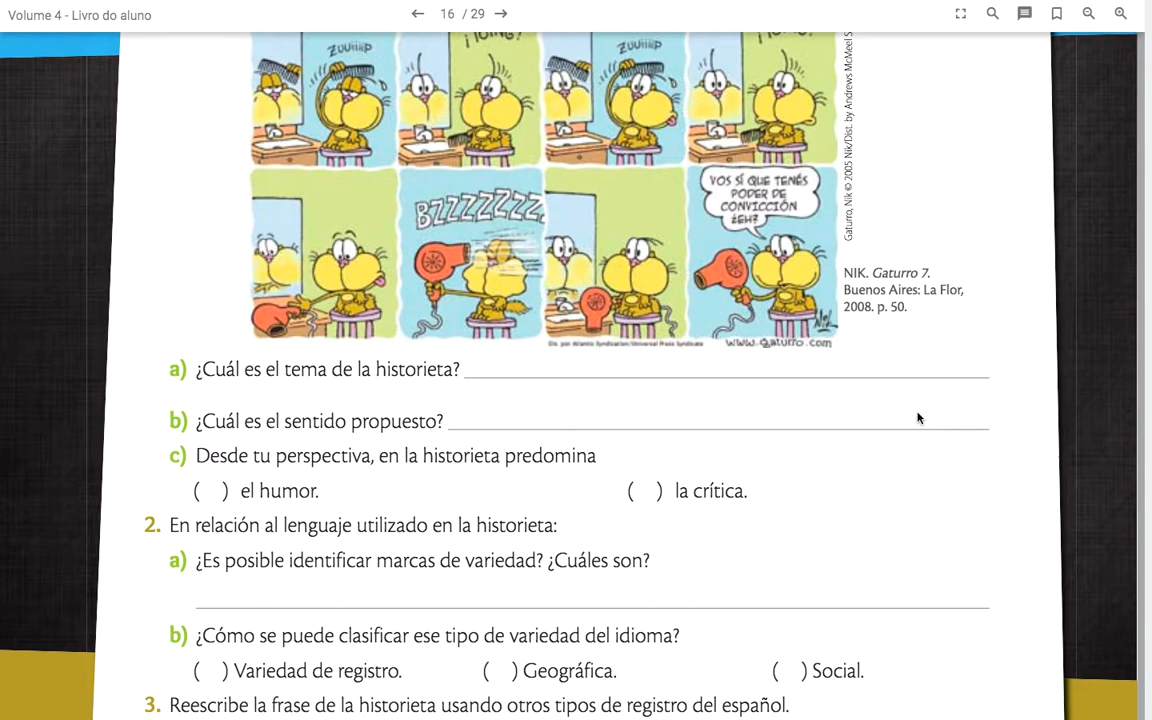 Volume 4 - Livro do aluno
16 / 29
ZUUIIIP
¡TOING!
ZUUIIIP
BZZZZZZZ
VOS SÍ QUE TENÉS
PODER DE
CONVICCIÓN
¿EH?
NIK
www.gaturro.com
Gaturro, Nik © 2005 Nik/Dist. by Andrews McMeel S
NIK. Gaturro 7.
Buenos Aires: La Flor,
2008. p. 50.
a) ¿Cuál es el tema de la historieta?
b) ¿Cuál es el sentido propuesto?
c) Desde tu perspectiva, en la historieta predomina
( ) el humor. ( ) la crítica.
2. En relación al lenguaje utilizado en la historieta:
a) ¿Es posible identificar marcas de variedad? ¿Cuáles son?
b) ¿Cómo se puede clasificar ese tipo de variedad del idioma?
( ) Variedad de registro. ( ) Geográfica. ( ) Social.
3. Reescribe la frase de la historieta usando otros tipos de registro del español.